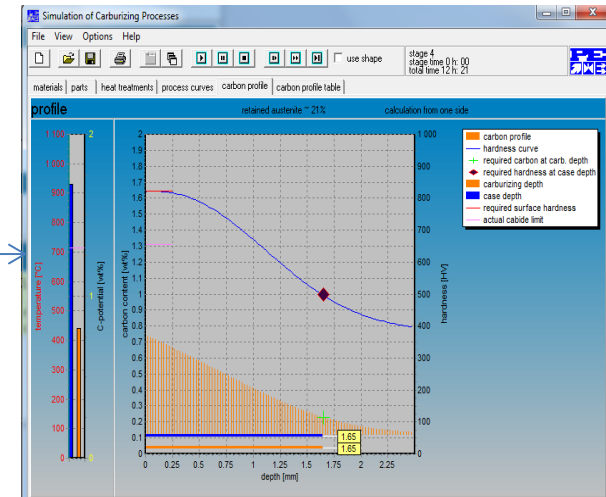 Simulation of Carburizing Processes
File View Options Help
use shape
stage 4
stage time 0 h: 00
total time 12 h: 21
materials parts heat treatments process curves carbon profile carbon profile table
profile
retained austenite ~ 21%
calculation from one side
1 100
1 000
900
800
700
600
500
400
300
200
100
0
temperature [°C]
2
1
0
C-potential [wt%]
2
1.9
1.8
1.7
1.6
1.5
1.4
1.3
1.2
1.1
1
0.9
0.8
0.7
0.6
0.5
0.4
0.3
0.2
0.1
0
carbon content [wt%]
1.65
1.65
0 0.25 0.5 0.75 1 1.25 1.5 1.75 2 2.25
depth [mm]
1 000
900
800
700
600
500
400
300
200
100
0
hardness [HV]
carbon profile
hardness curve
required carbon at carb. depth
required hardness at case depth
carburizing depth
case depth
required surface hardness
actual cabide limit